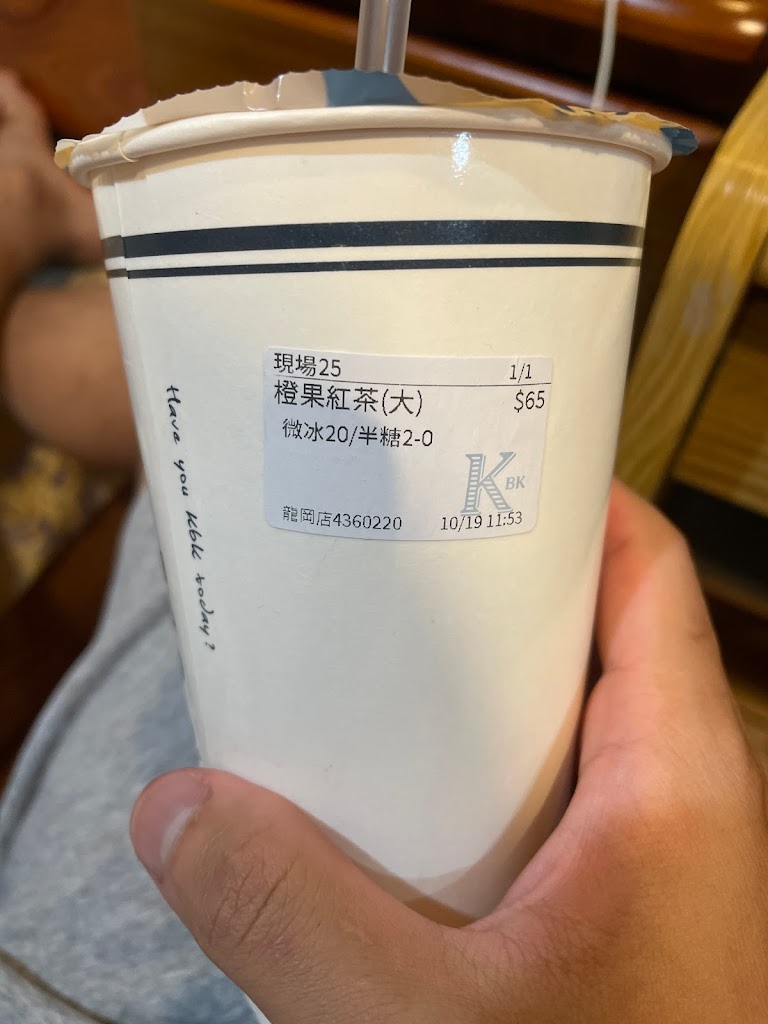 現場25 1/1
橙果紅茶(大) $65
微冰20/半糖2-0
K BK
龍岡店4360220 10/19 11:53
Have you kbk today?